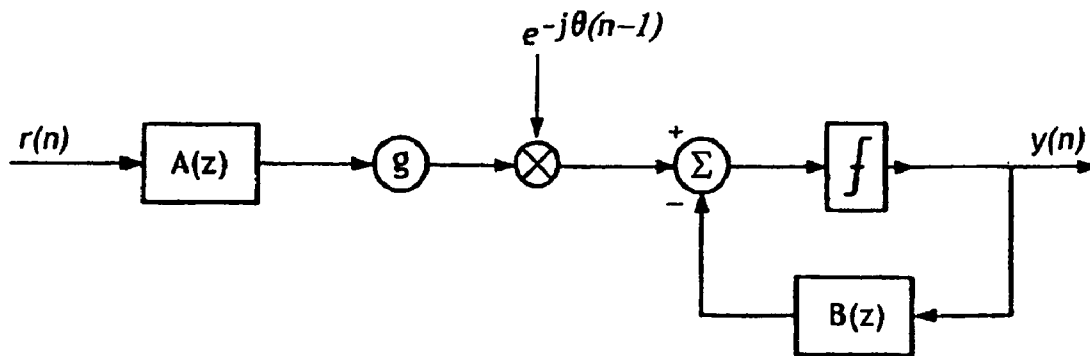 e^{-jθ(n-1)}
r(n)
A(z)
g
+
Σ
−
∫
y(n)
B(z)